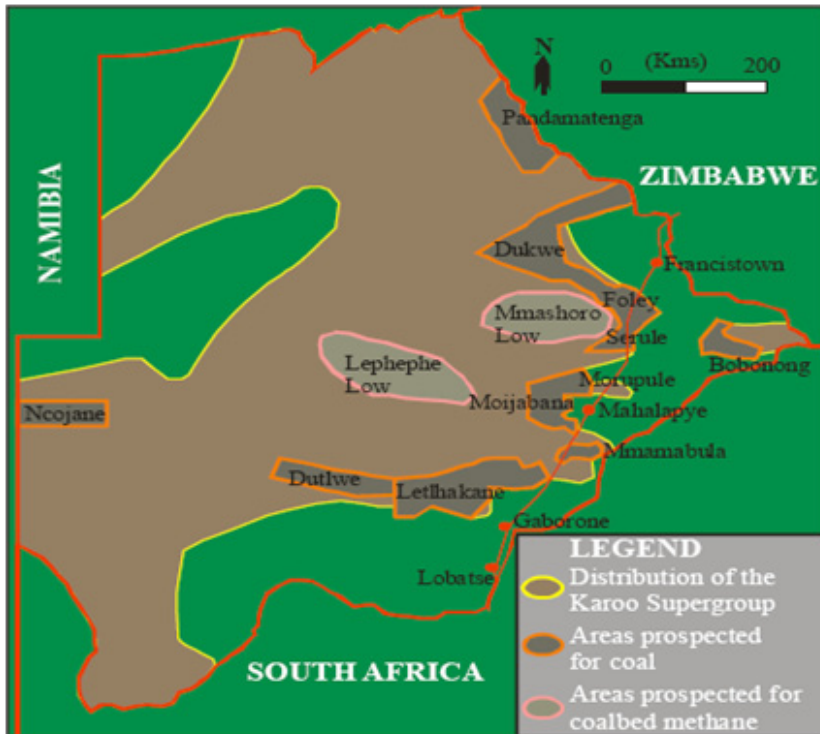 N
0 (Kms) 200
Pandamatenga
ZIMBABWE
NAMIBIA
Dukwe
Francistown
Foley
Mmashoro
Low
Serule
Lephephe
Low
Bobonong
Morupule
Moijabana
Mahalapye
Ncojane
Mmamabula
Dutlwe
Letlhakane
Gaborone
Lobatse
SOUTH AFRICA
LEGEND
Distribution of the
Karoo Supergroup
Areas prospected
for coal
Areas prospected for
coalbed methane